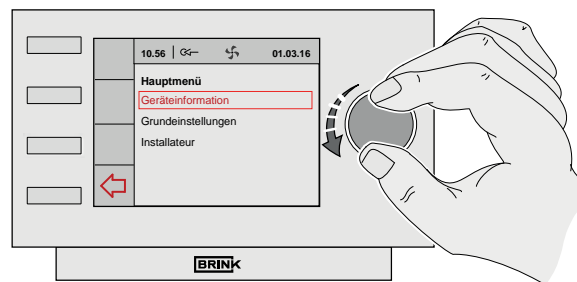 10.56 01.03.16
Hauptmenü
Geräteinformation
Grundeinstellungen
Installateur
BRINK